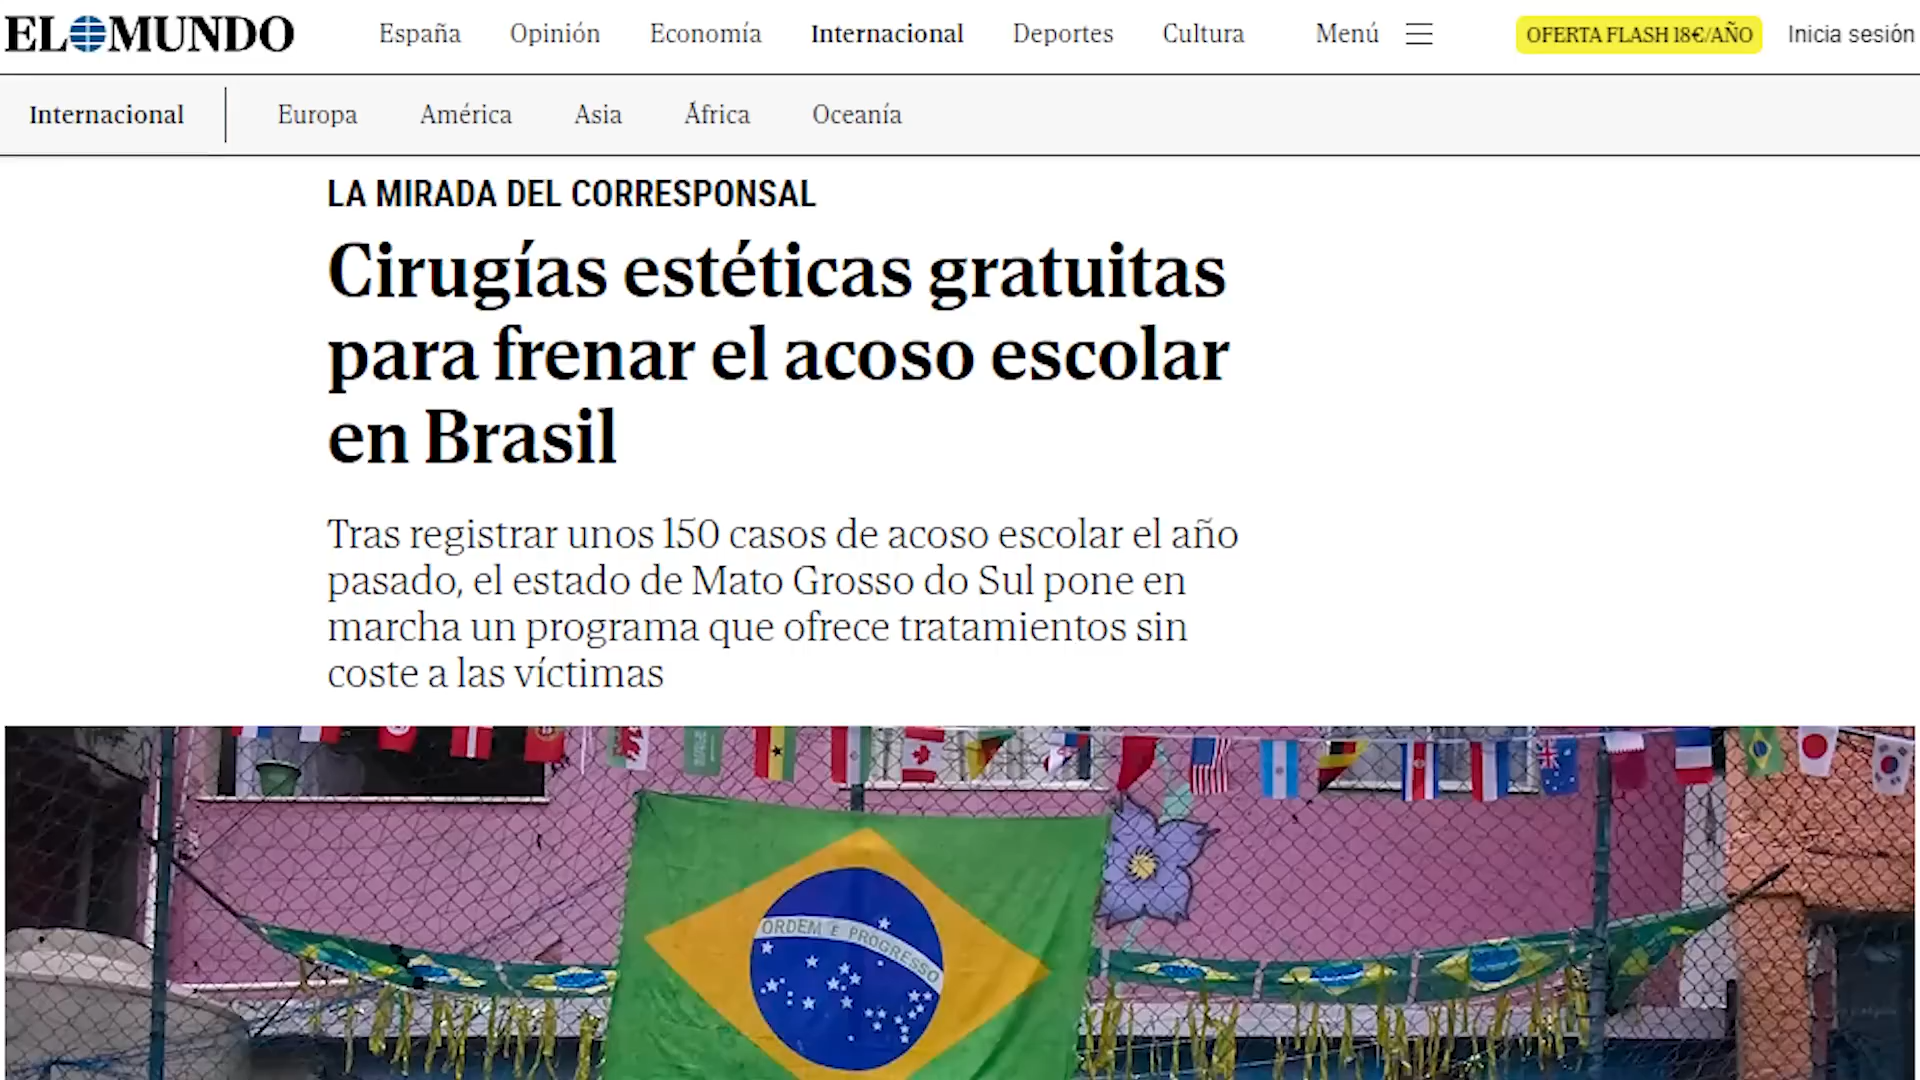 EL MUNDO
España Opinión Economía Internacional Deportes Cultura Menú OFERTA FLASH 18€/AÑO Inicia sesión
Internacional Europa América Asia África Oceanía
LA MIRADA DEL CORRESPONSAL
Cirugías estéticas gratuitas
para frenar el acoso escolar
en Brasil
Tras registrar unos 150 casos de acoso escolar el año
pasado, el estado de Mato Grosso do Sul pone en
marcha un programa que ofrece tratamientos sin
coste a las víctimas
ORDEM E PROGRESSO